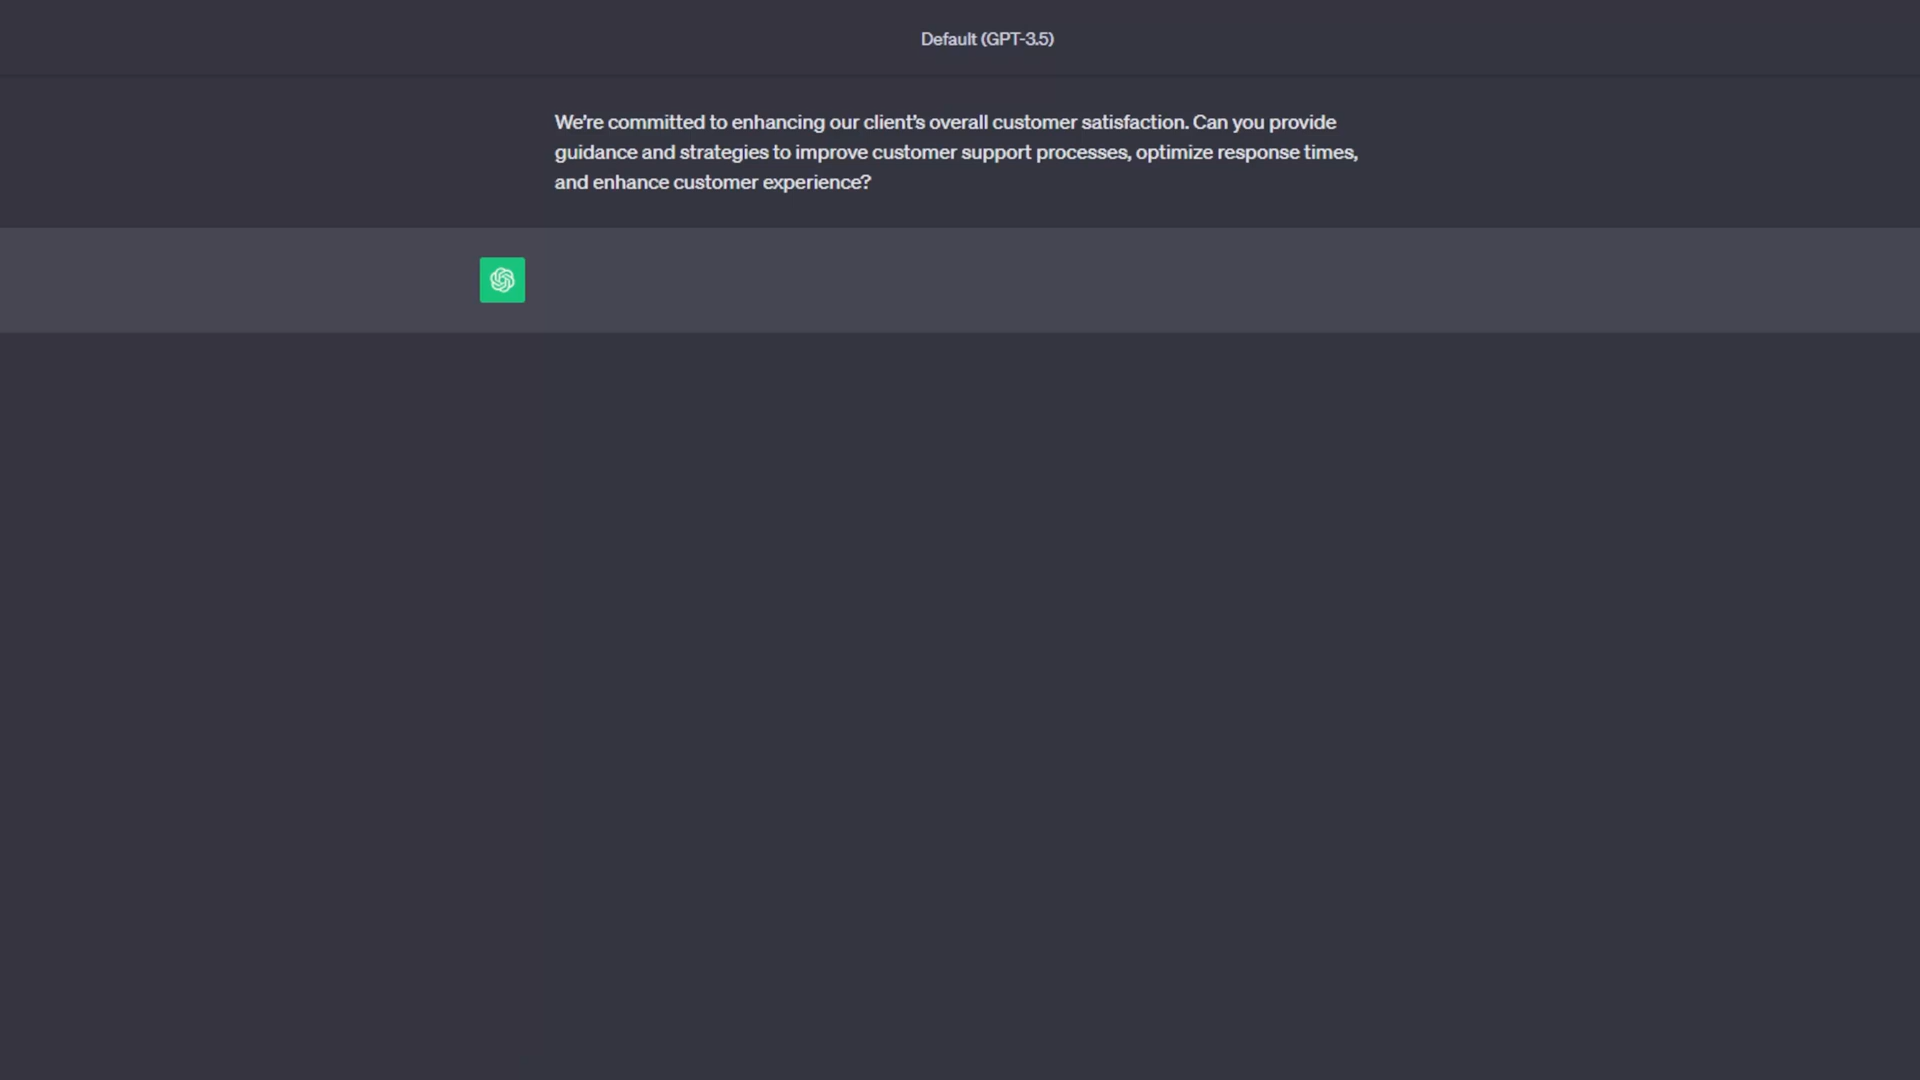 Default (GPT-3.5)
We're committed to enhancing our client's overall customer satisfaction. Can you provide
guidance and strategies to improve customer support processes, optimize response times,
and enhance customer experience?